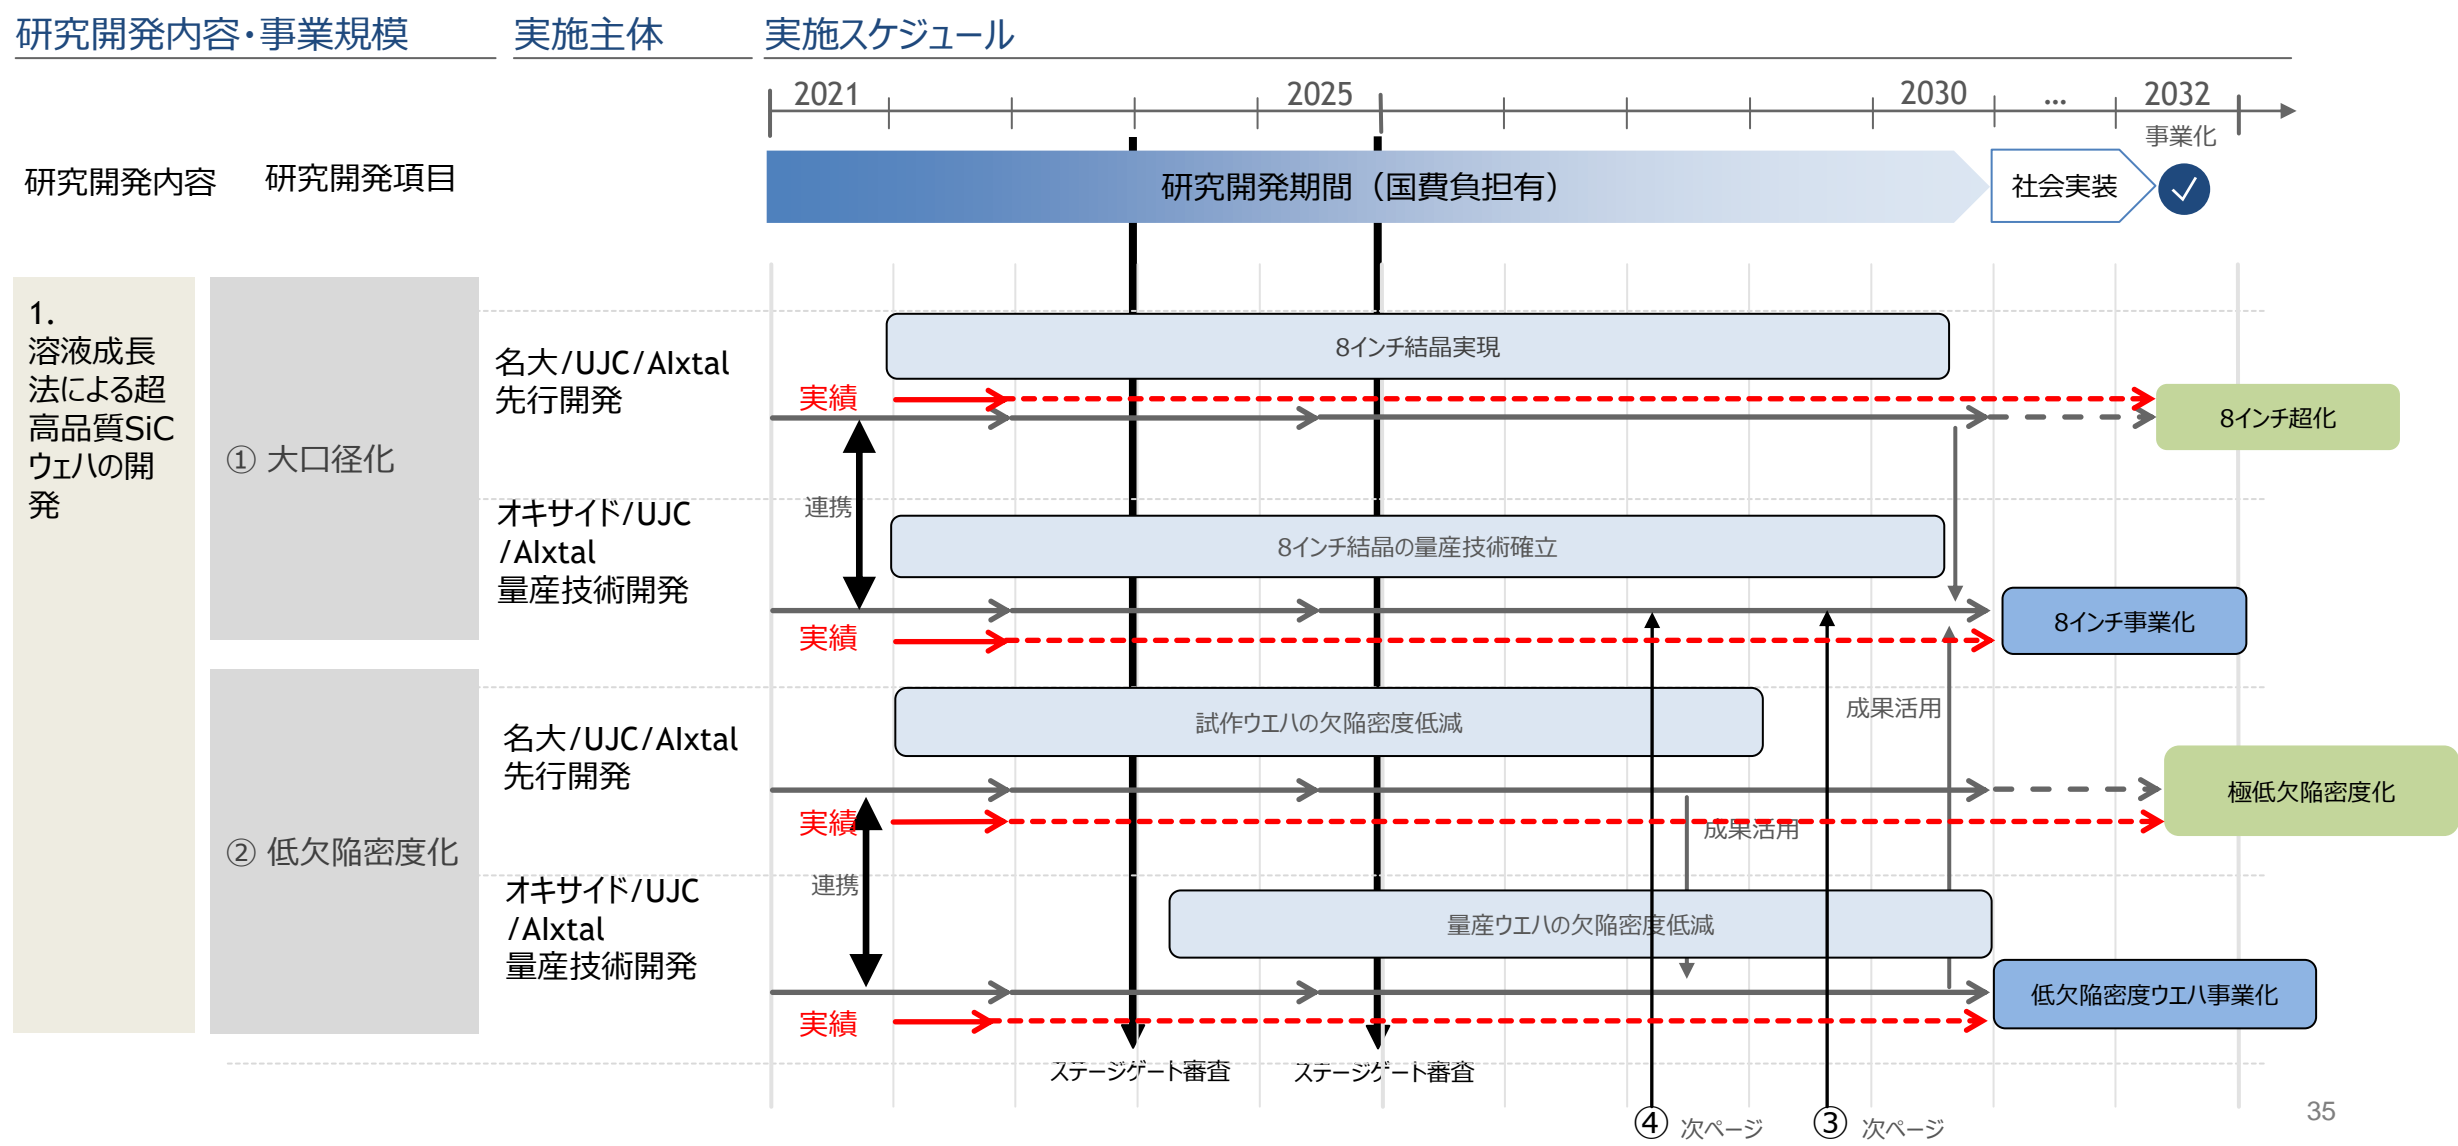 研究開発内容・事業規模
実施主体
実施スケジュール
2021
2025
2030
...
2032
事業化
研究開発内容
研究開発項目
研究開発期間（国費負担有）
社会実装
1.
溶液成長
法による超
高品質SiC
ウェハの開
発
① 大口径化
名大/UJC/AIxtal
先行開発
8インチ結晶実現
実績
8インチ超化
連携
オキサイド/UJC
/AIxtal
量産技術開発
8インチ結晶の量産技術確立
実績
8インチ事業化
② 低欠陥密度化
名大/UJC/AIxtal
先行開発
試作ウエハの欠陥密度低減
成果活用
実績
極低欠陥密度化
成果活用
連携
オキサイド/UJC
/AIxtal
量産技術開発
量産ウエハの欠陥密度低減
実績
低欠陥密度ウエハ事業化
ステージゲート審査
ステージゲート審査
④ 次ページ
③ 次ページ
35